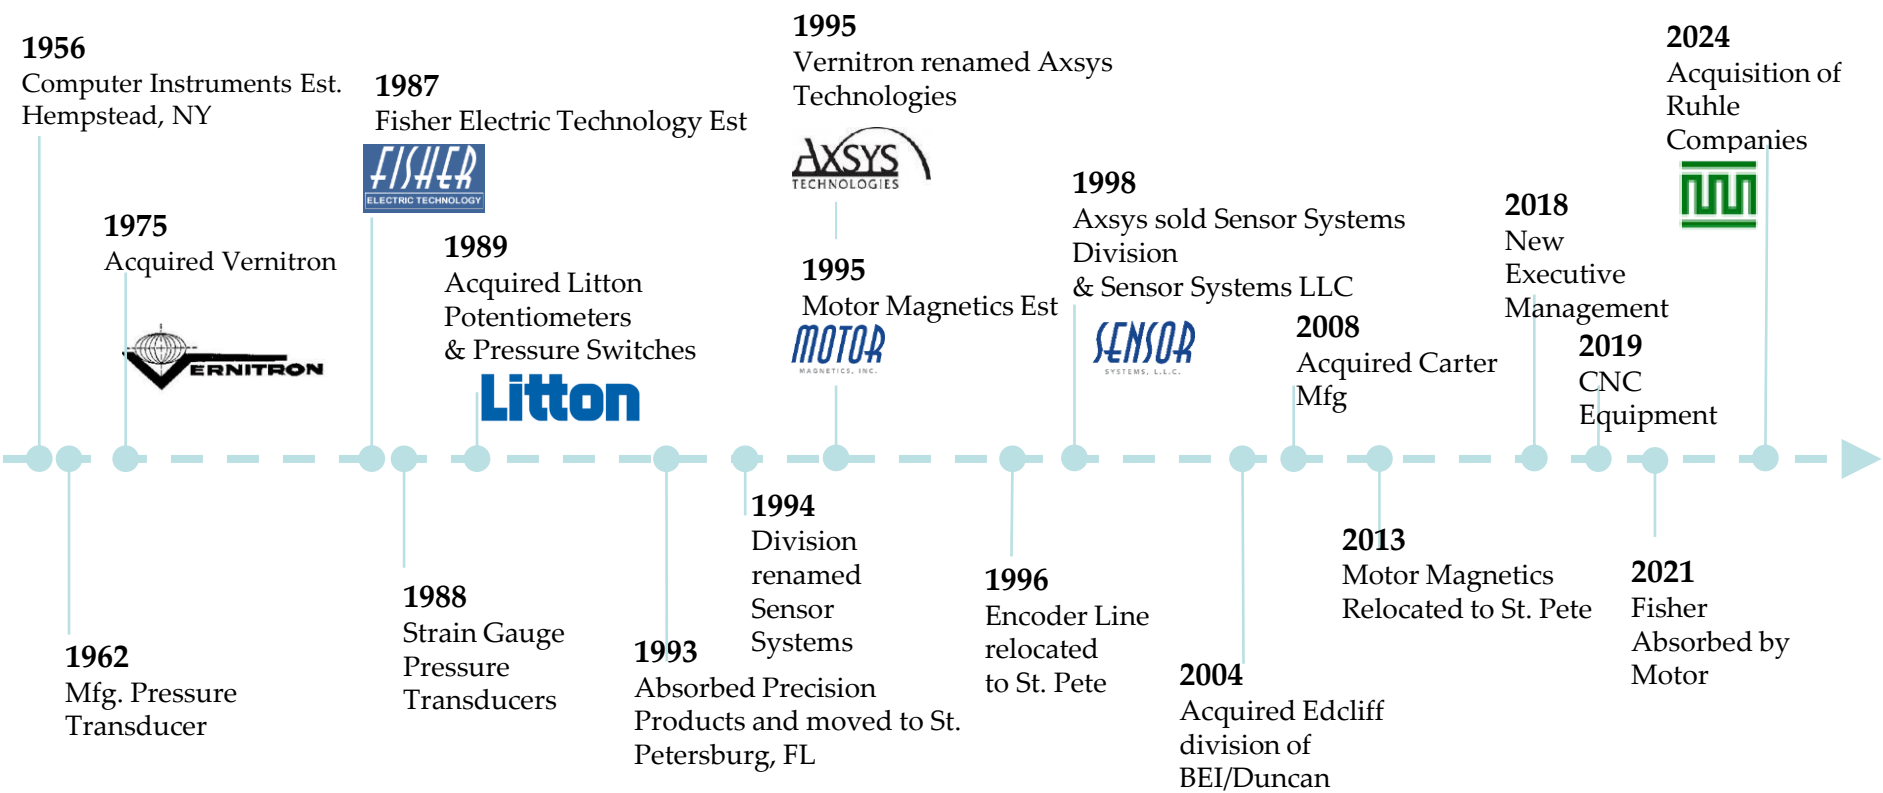 1956
Computer Instruments Est.
Hempstead, NY
1962
Mfg. Pressure
Transducer
1975
Acquired Vernitron
VERNITRON
1987
Fisher Electric Technology Est
FISHER
ELECTRIC TECHNOLOGY
1988
Strain Gauge
Pressure
Transducers
1989
Acquired Litton
Potentiometers
& Pressure Switches
Litton
1993
Absorbed Precision
Products and moved to St.
Petersburg, FL
1994
Division
renamed
Sensor
Systems
1995
Vernitron renamed Axsys
Technologies
AXSYS
TECHNOLOGIES
1995
Motor Magnetics Est
MOTOR
MAGNETICS, INC.
1996
Encoder Line
relocated
to St. Pete
1998
Axsys sold Sensor Systems
Division
& Sensor Systems LLC
SENSOR
SYSTEMS, L.L.C.
2004
Acquired Edcliff
division of
BEI/Duncan
2008
Acquired Carter
Mfg
2013
Motor Magnetics
Relocated to St. Pete
2018
New
Executive
Management
2019
CNC
Equipment
2021
Fisher
Absorbed by
Motor
2024
Acquisition of
Ruhle
Companies